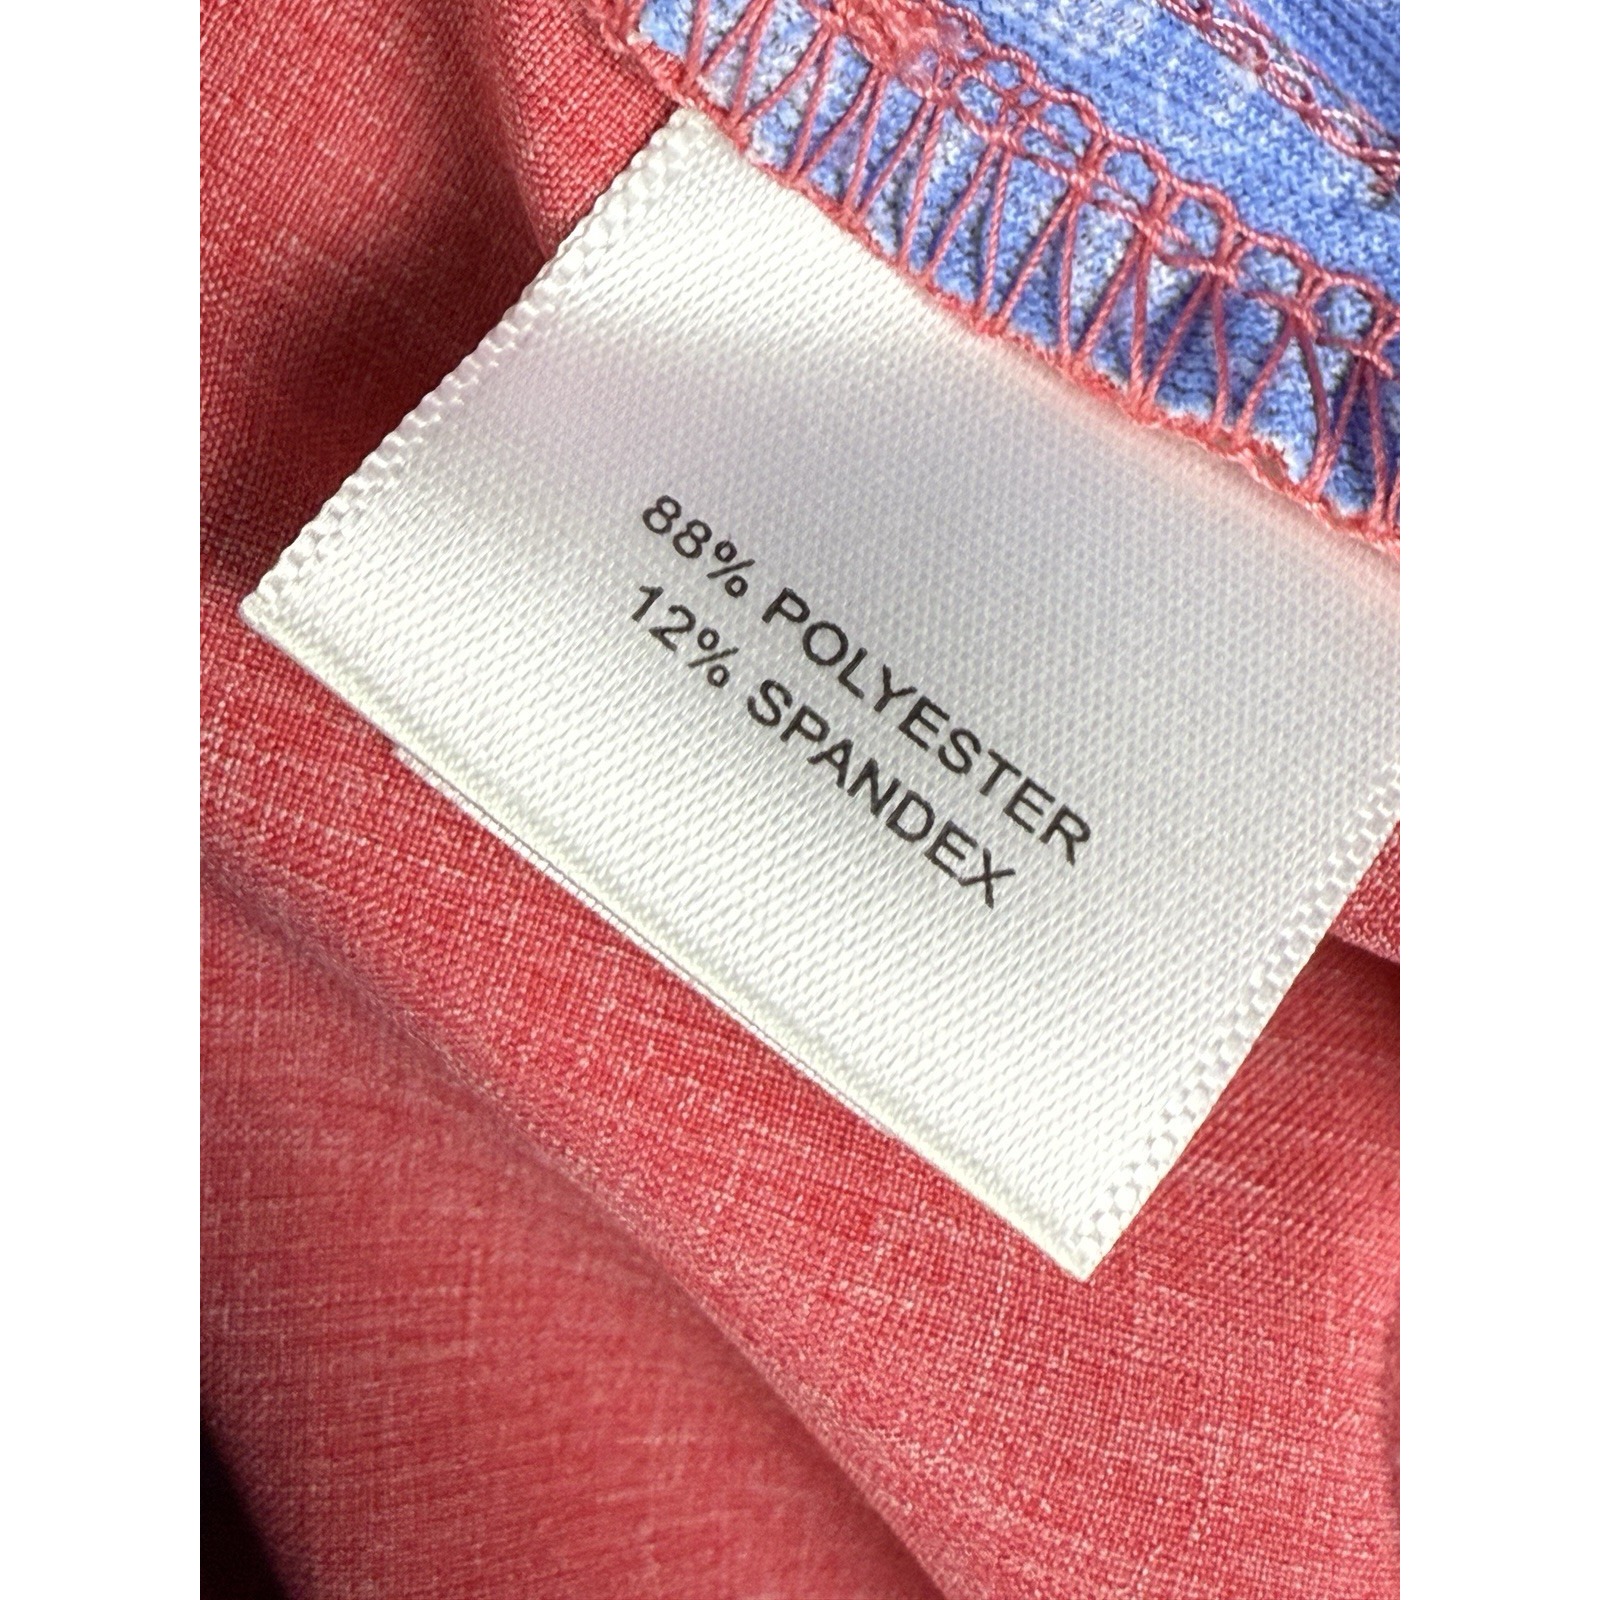 88% POLYESTER
12% SPANDEX